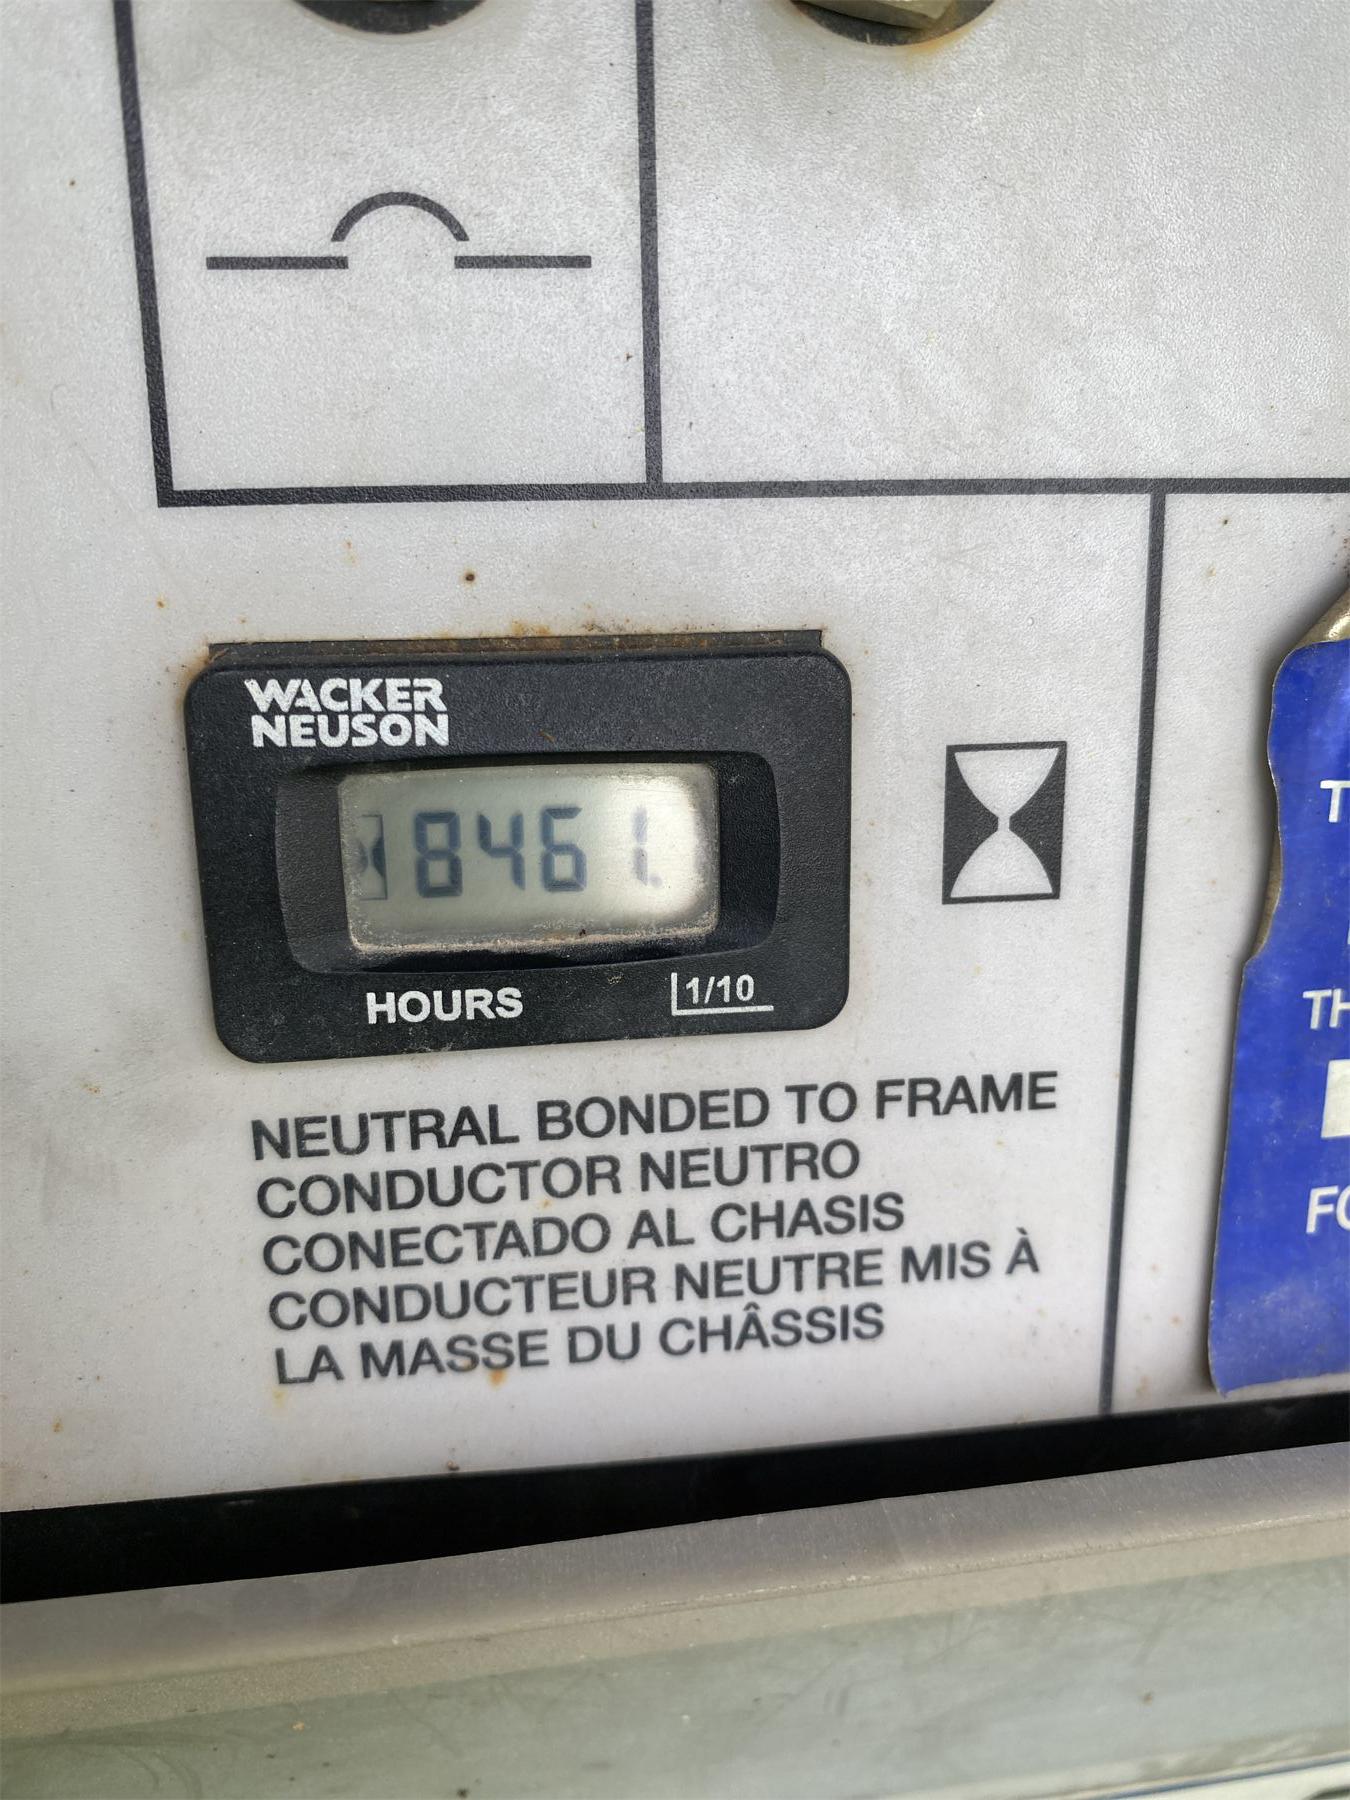 WACKER
NEUSON
8461.
HOURS
1/10
NEUTRAL BONDED TO FRAME
CONDUCTOR NEUTRO
CONECTADO AL CHASIS
CONDUCTEUR NEUTRE MIS À
LA MASSE DU CHÂSSIS